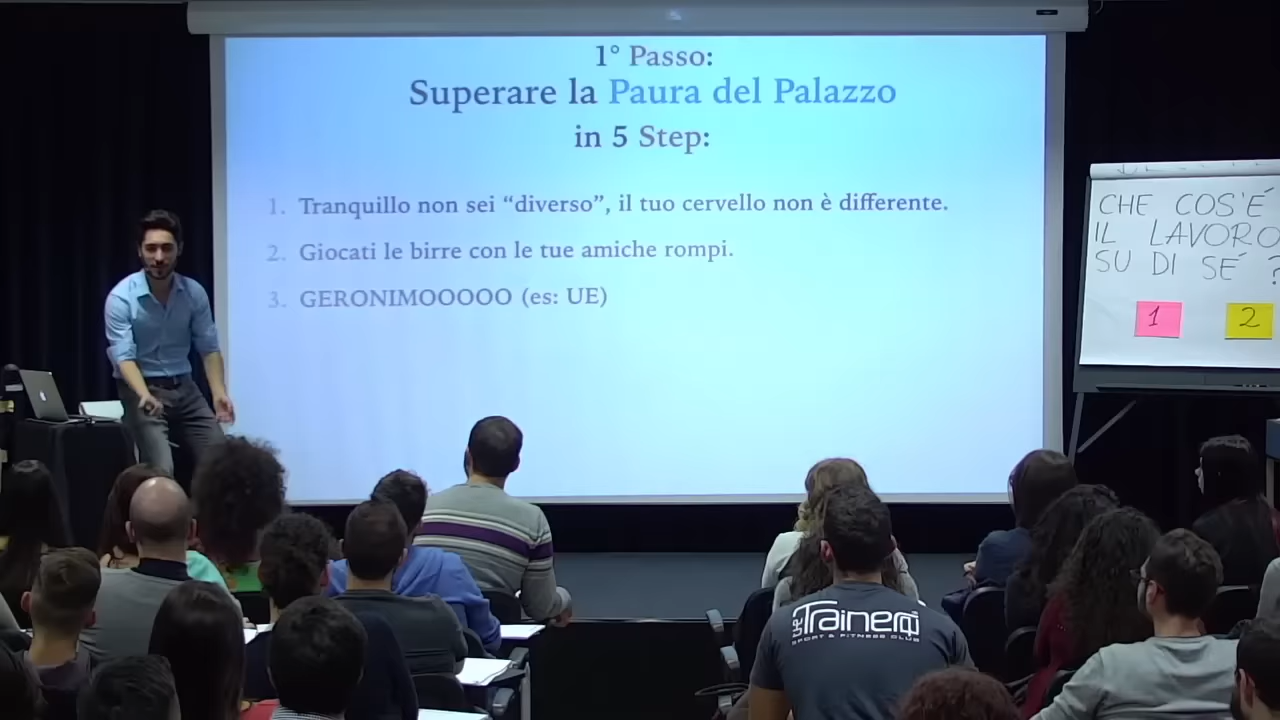 1° Passo:
Superare la Paura del Palazzo
in 5 Step:
1. Tranquillo non sei “diverso”, il tuo cervello non è differente.
2. Giocati le birre con le tue amiche rompi.
3. GERONIMOOOOO (es: UE)
CHE COS'É
IL LAVORO
SU DI SÉ ?
1
2
Trainer
SPORT & FITNESS CLUB